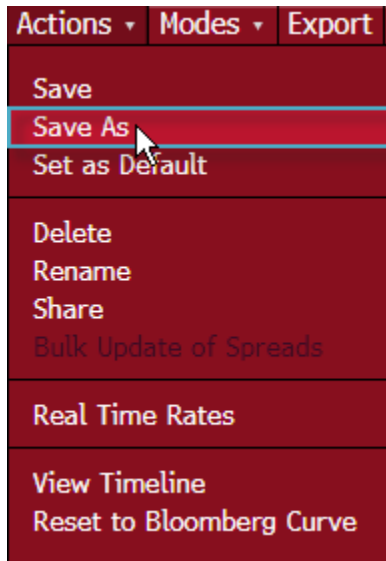 Actions Modes Export
Save
Save As
Set as Default
Delete
Rename
Share
Bulk Update of Spreads
Real Time Rates
View Timeline
Reset to Bloomberg Curve